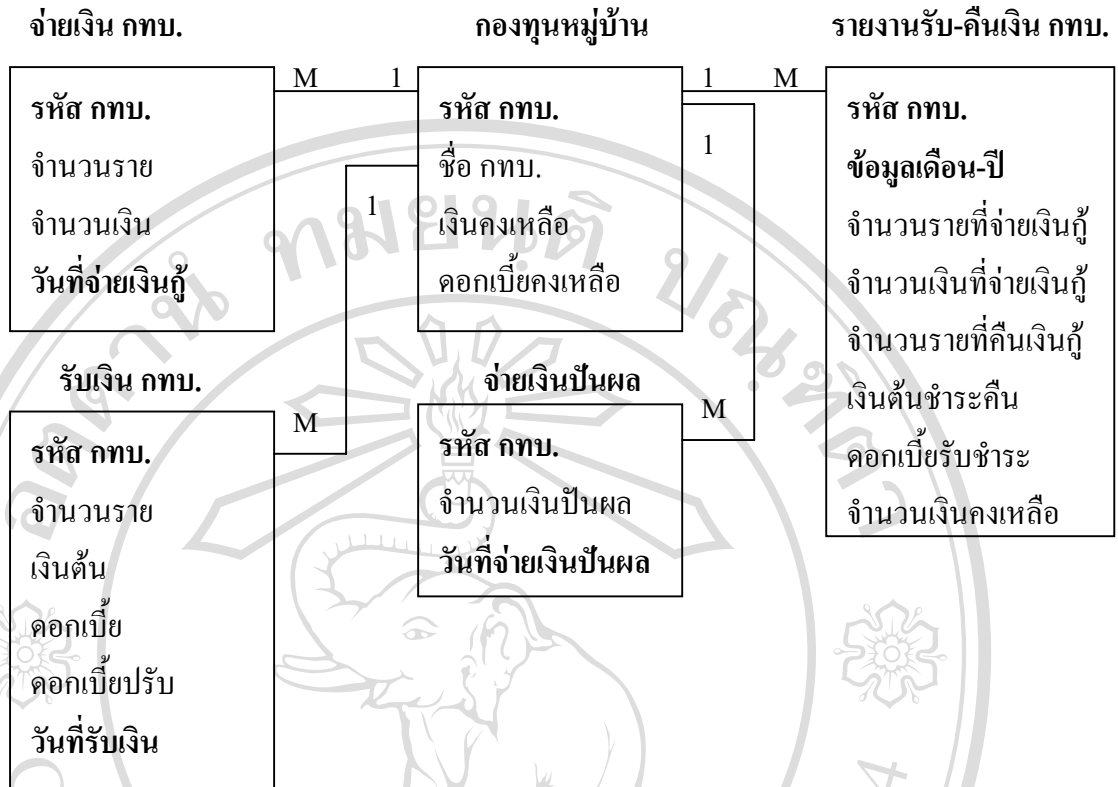 จ่ายเงิน กทบ.
M
1
รหัส กทบ.
จำนวนราย
จำนวนเงิน
วันที่จ่ายเงินกู้
กองทุนหมู่บ้าน
รหัส กทบ.
ชื่อ กทบ.
เงินคงเหลือ
ดอกเบี้ยคงเหลือ
1
M
1
1
รายงานรับ-คืนเงิน กทบ.
รหัส กทบ.
ข้อมูลเดือน-ปี
จำนวนรายที่จ่ายเงินกู้
จำนวนเงินที่จ่ายเงินกู้
จำนวนรายที่คืนเงินกู้
เงินต้นชำระคืน
ดอกเบี้ยรับชำระ
จำนวนเงินคงเหลือ
รับเงิน กทบ.
M
รหัส กทบ.
จำนวนราย
เงินต้น
ดอกเบี้ย
ดอกเบี้ยปรับ
วันที่รับเงิน
จ่ายเงินปันผล
M
รหัส กทบ.
จำนวนเงินปันผล
วันที่จ่ายเงินปันผล